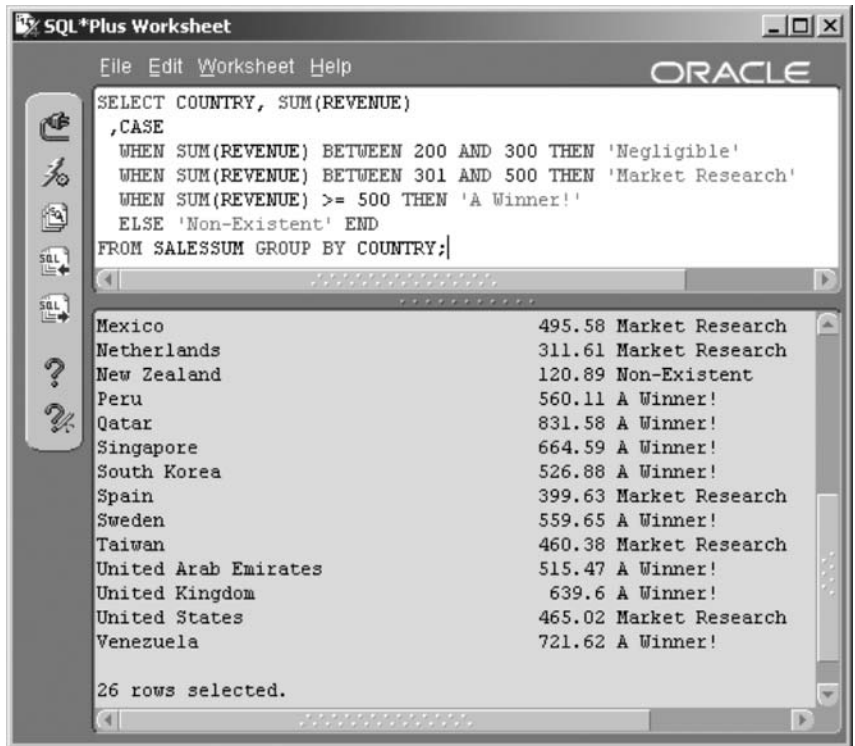 SQL*Plus Worksheet
File Edit Worksheet Help
ORACLE
SELECT COUNTRY, SUM(REVENUE)
,CASE
WHEN SUM(REVENUE) BETWEEN 200 AND 300 THEN 'Negligible'
WHEN SUM(REVENUE) BETWEEN 301 AND 500 THEN 'Market Research'
WHEN SUM(REVENUE) >= 500 THEN 'A Winner!'
ELSE 'Non-Existent' END
FROM SALESSUM GROUP BY COUNTRY;
SQL
SQL
Mexico 495.58 Market Research
Netherlands 311.61 Market Research
New Zealand 120.89 Non-Existent
Peru 560.11 A Winner!
Qatar 831.58 A Winner!
Singapore 664.59 A Winner!
South Korea 526.88 A Winner!
Spain 399.63 Market Research
Sweden 559.65 A Winner!
Taiwan 460.38 Market Research
United Arab Emirates 515.47 A Winner!
United Kingdom 639.6 A Winner!
United States 465.02 Market Research
Venezuela 721.62 A Winner!
26 rows selected.